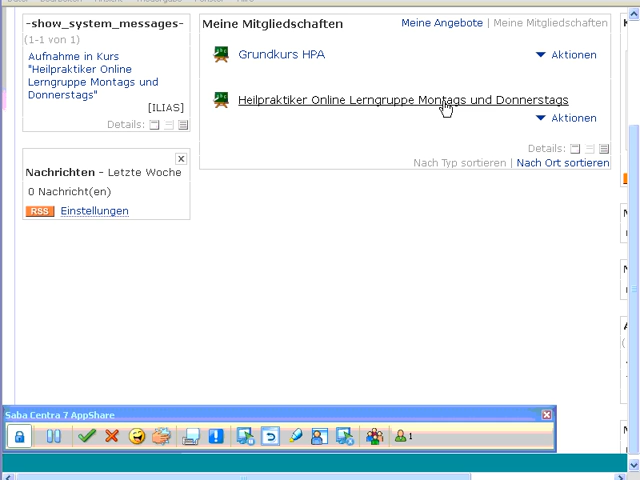 -show_system_messages-
(1-1 von 1)
Aufnahme in Kurs
"Heilpraktiker Online
Lerngruppe Montags und
Donnerstags"
[ILIAS]
Details:
Nachrichten - Letzte Woche
0 Nachricht(en)
RSS Einstellungen
Meine Mitgliedschaften
Meine Angebote | Meine Mitgliedschaften
Grundkurs HPA
Aktionen
Heilpraktiker Online Lerngruppe Montags und Donnerstags
Aktionen
Details:
Nach Typ sortieren | Nach Ort sortieren
Saba Centra 7 AppShare
1